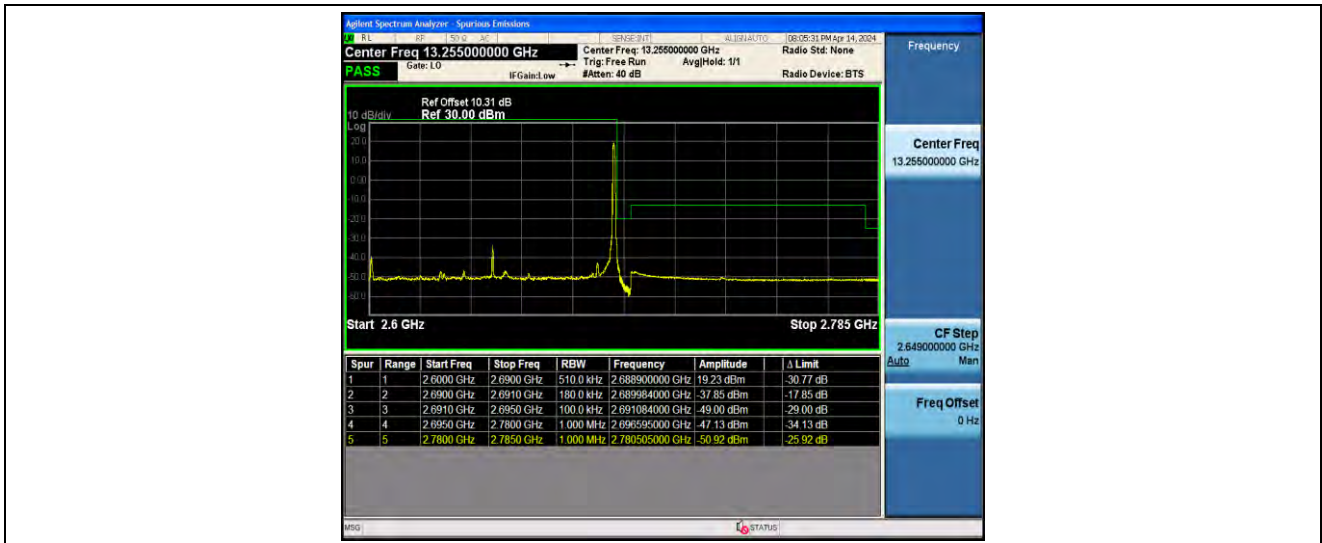 Agilent Spectrum Analyzer - Spurious Emissions
RL RF 50 Ω AC SENSE:INT ALIGN AUTO 08:05:31 PM Apr 14, 2024
Center Freq 13.255000000 GHz Center Freq: 13.255000000 GHz Radio Std: None Frequency
PASS Gate: LO Trig: Free Run Avg|Hold: 1/1
IFGain:Low #Atten: 40 dB Radio Device: BTS
Ref Offset 10.31 dB
10 dB/div Ref 30.00 dBm
Log
20.0
10.0
0.00
-10.0
-20.0
-30.0
-40.0
-50.0
-60.0
Start 2.6 GHz Stop 2.785 GHz
Center Freq
13.255000000 GHz
CF Step
2.649000000 GHz
Auto Man
Freq Offset
0 Hz
Spur Range Start Freq Stop Freq RBW Frequency Amplitude Δ Limit
1 1 2.6000 GHz 2.6900 GHz 510.0 kHz 2.688900000 GHz 19.23 dBm -30.77 dB
2 2 2.6900 GHz 2.6910 GHz 180.0 kHz 2.689984000 GHz -37.85 dBm -17.85 dB
3 3 2.6910 GHz 2.6950 GHz 100.0 kHz 2.691084000 GHz -49.00 dBm -29.00 dB
4 4 2.6950 GHz 2.7800 GHz 1.000 MHz 2.696595000 GHz -47.13 dBm -34.13 dB
5 5 2.7800 GHz 2.7850 GHz 1.000 MHz 2.780505000 GHz -50.92 dBm -25.92 dB
MSG STATUS